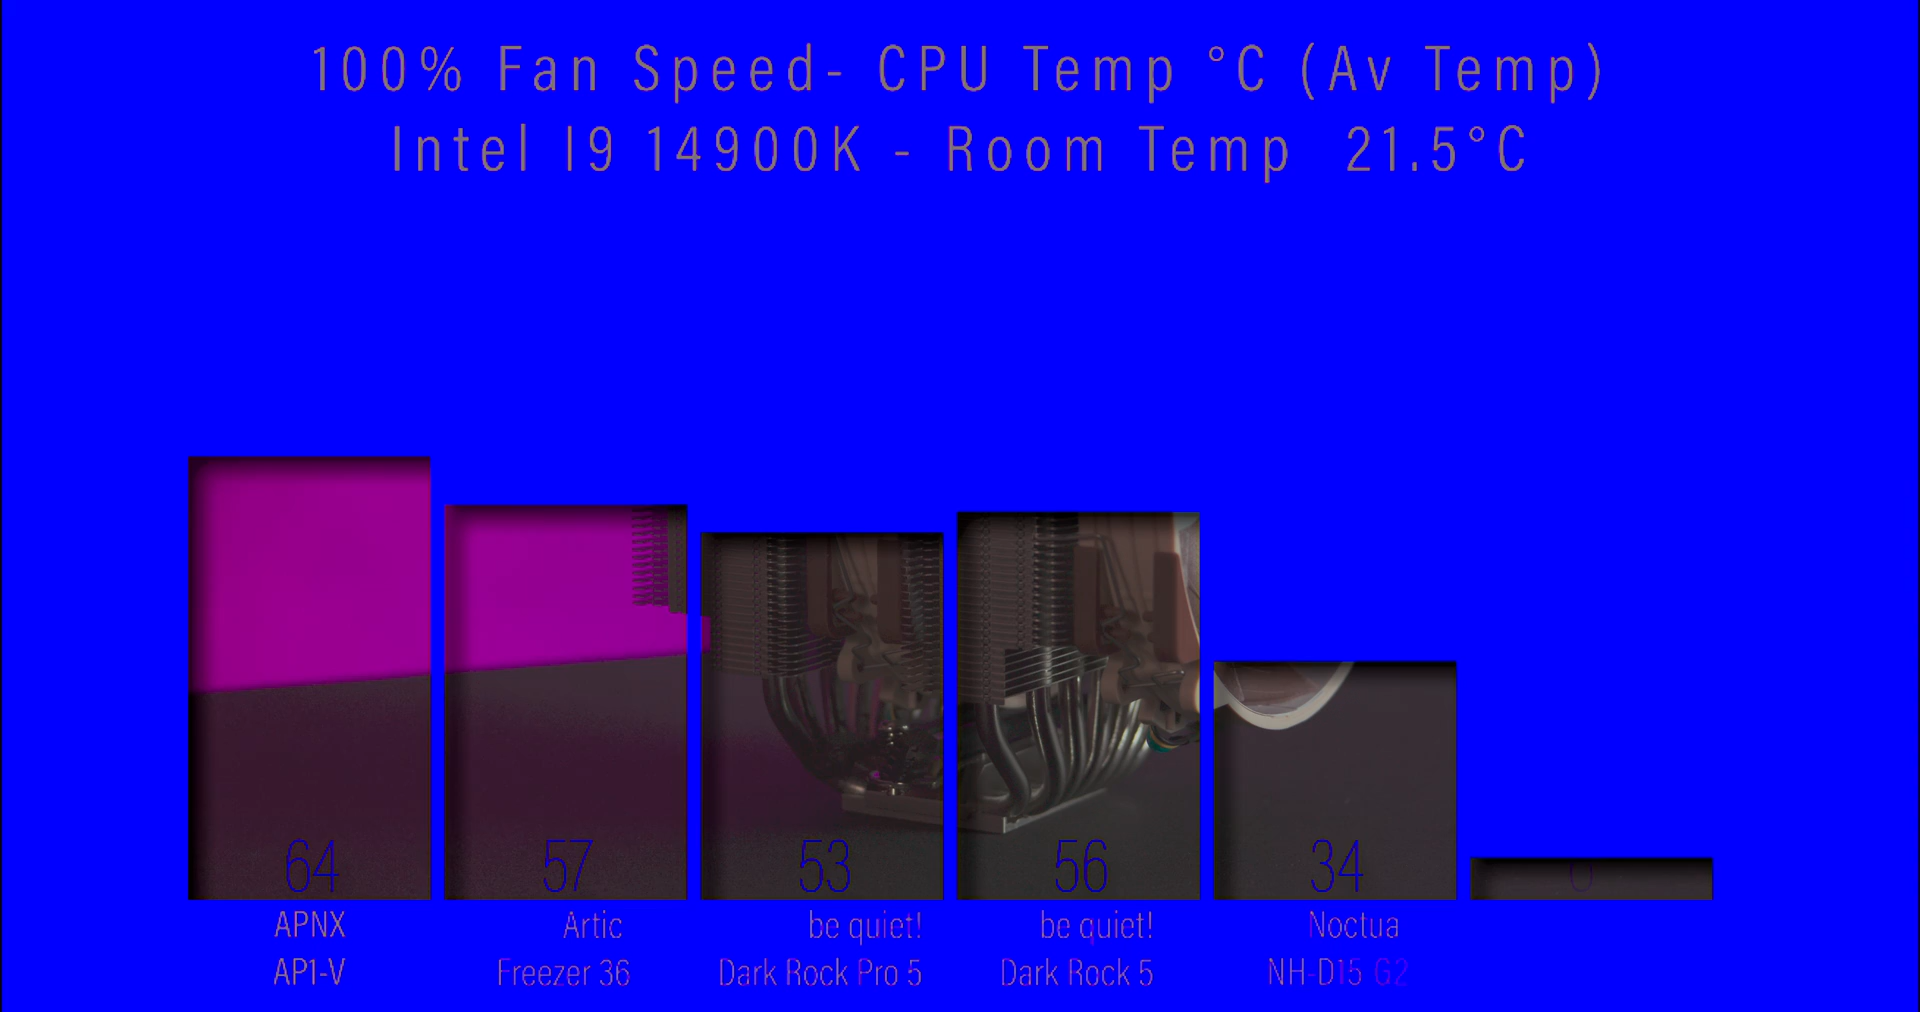 100% Fan Speed- CPU Temp °C (Av Temp)
Intel I9 14900K - Room Temp 21.5°C
64 57 53 56 34 0
APNX Artic be quiet! be quiet! Noctua
AP1-V Freezer 36 Dark Rock Pro 5 Dark Rock 5 NH-D15 G2